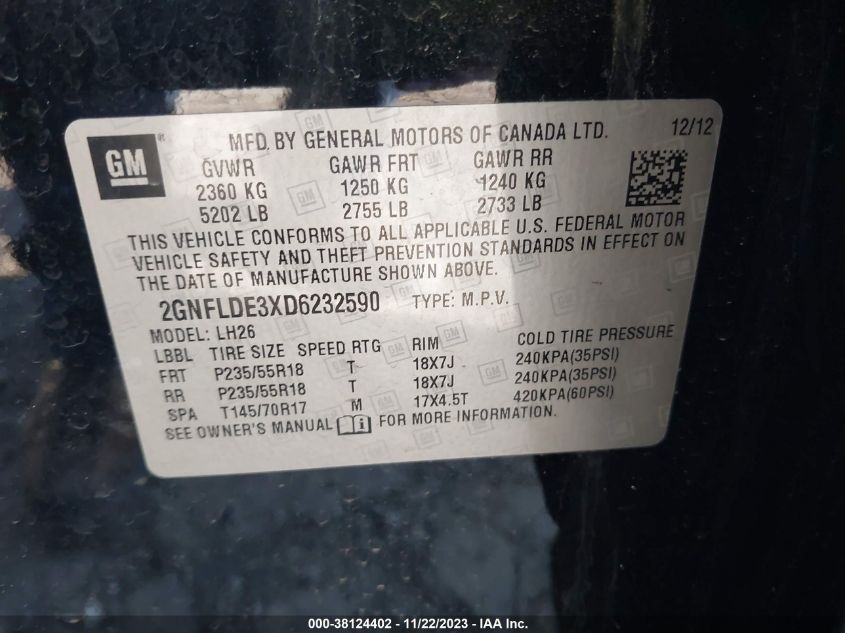 GM ®
MFD. BY GENERAL MOTORS OF CANADA LTD. 12/12
GVWR GAWR FRT GAWR RR
2360 KG 1250 KG 1240 KG
5202 LB 2755 LB 2733 LB
THIS VEHICLE CONFORMS TO ALL APPLICABLE U.S. FEDERAL MOTOR
VEHICLE SAFETY AND THEFT PREVENTION STANDARDS IN EFFECT ON
THE DATE OF MANUFACTURE SHOWN ABOVE.
2GNFLDE3XD6232590 TYPE: M.P.V.
MODEL: LH26
LBBL TIRE SIZE SPEED RTG RIM COLD TIRE PRESSURE
FRT P235/55R18 T 18X7J 240KPA(35PSI)
RR P235/55R18 T 18X7J 240KPA(35PSI)
SPA T145/70R17 M 17X4.5T 420KPA(60PSI)
SEE OWNER'S MANUAL FOR MORE INFORMATION.
000-38124402 - 11/22/2023 - IAA Inc.